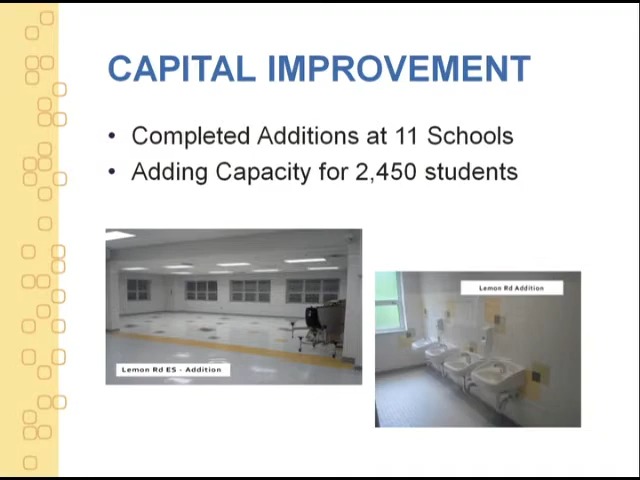 CAPITAL IMPROVEMENT
• Completed Additions at 11 Schools
• Adding Capacity for 2,450 students
Lemon Rd Addition
Lemon Rd ES - Addition